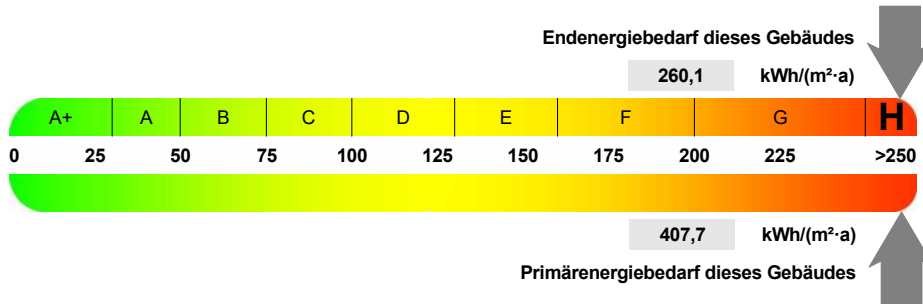 Endenergiebedarf dieses Gebäudes
260,1 kWh/(m²·a)
A+ A B C D E F G H
0 25 50 75 100 125 150 175 200 225 >250
407,7 kWh/(m²·a)
Primärenergiebedarf dieses Gebäudes